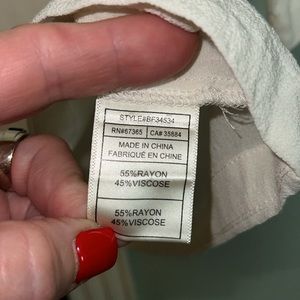 STYLE#BF34534
RN#67365 CA# 35884
MADE IN CHINA
FABRIQUÉ EN CHINE
55%RAYON
45%VISCOSE
55%RAYON
45%VISCOSE